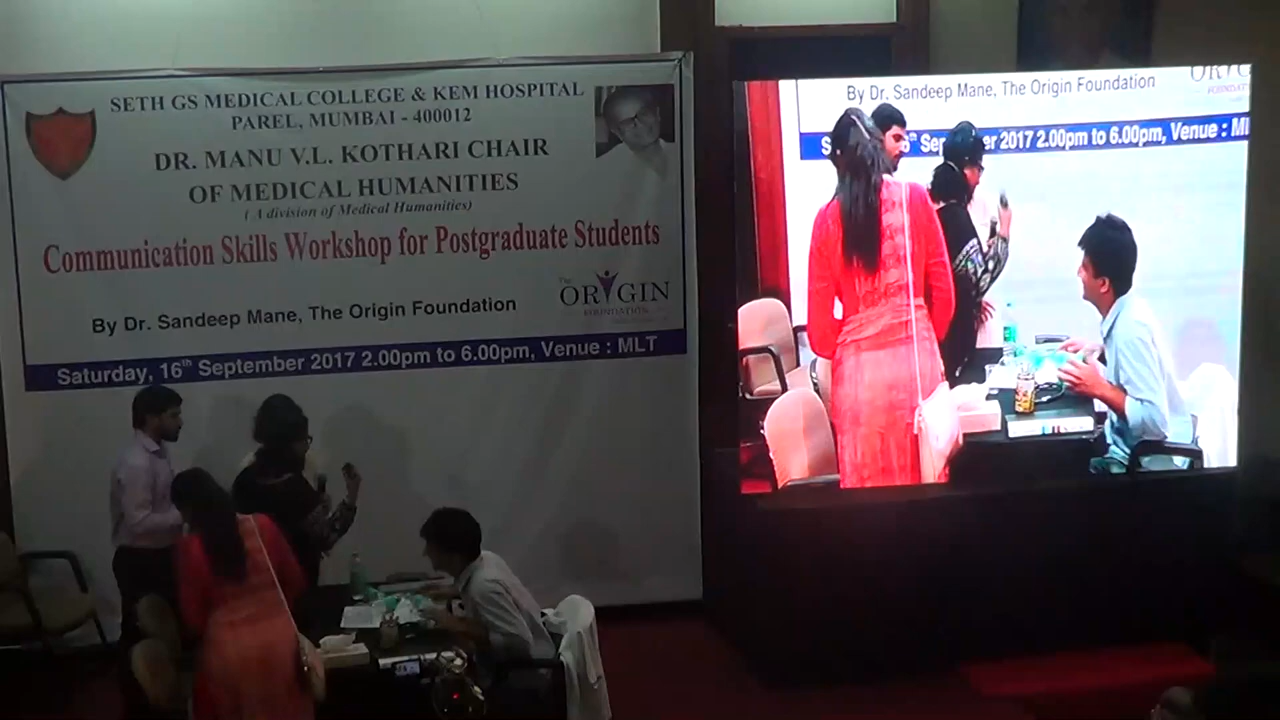 SETH GS MEDICAL COLLEGE & KEM HOSPITAL
PAREL, MUMBAI - 400012
DR. MANU V.L. KOTHARI CHAIR
OF MEDICAL HUMANITIES
( A division of Medical Humanities)
Communication Skills Workshop for Postgraduate Students
The
ORIGIN
FOUNDATION
By Dr. Sandeep Mane, The Origin Foundation
Saturday, 16th September 2017 2.00pm to 6.00pm, Venue : MLT
By Dr. Sandeep Mane, The Origin Foundation
2017 2.00pm to 6.00pm, Venue :